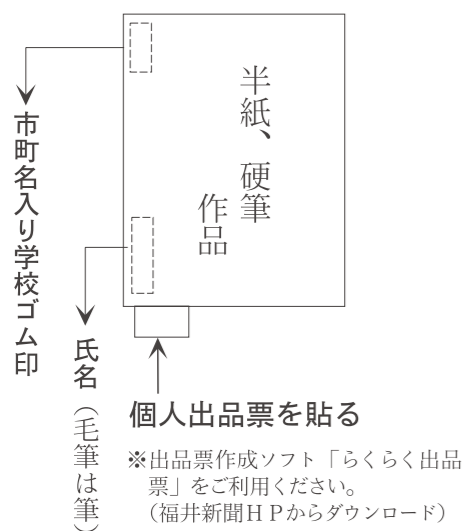 半紙、硬筆
作品
市町名入り学校ゴム印
氏名（毛筆は筆）
個人出品票を貼る
※出品票作成ソフト「らくらく出品
票」をご利用ください。
（福井新聞ＨＰからダウンロード）